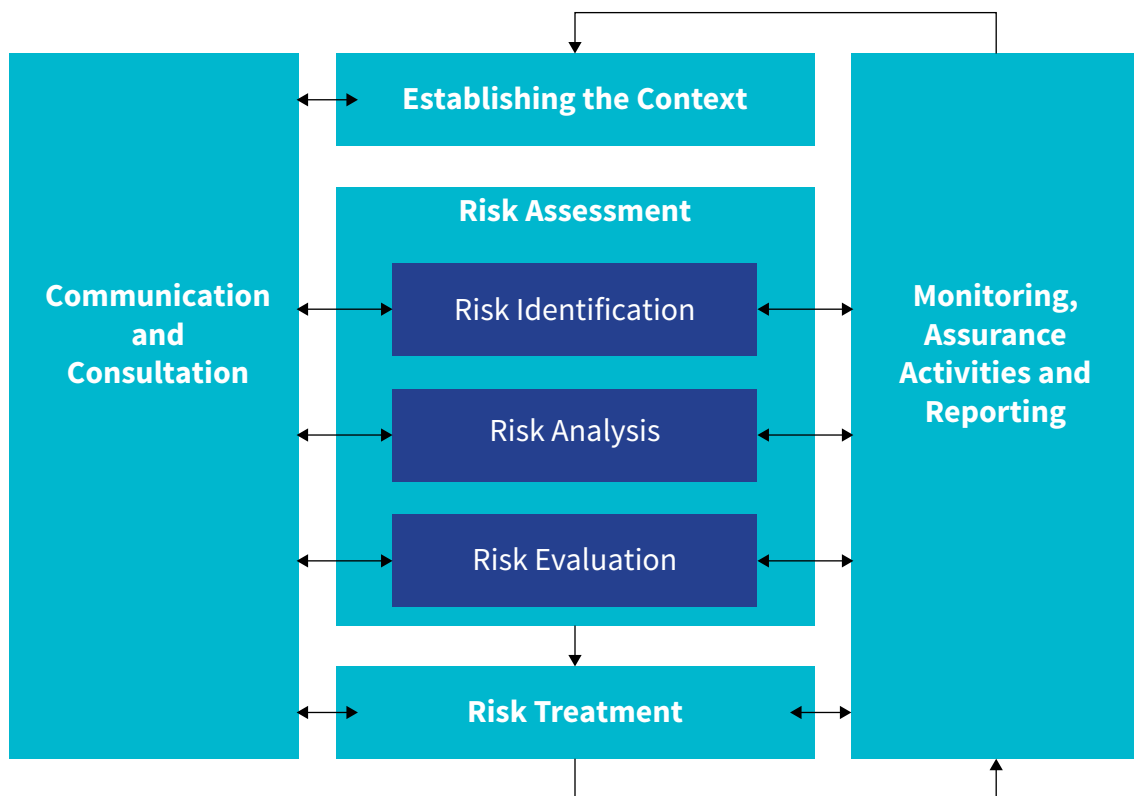 Establishing the Context
Risk Assessment
Communication
and
Consultation
Risk Identification
Risk Analysis
Risk Evaluation
Monitoring,
Assurance
Activities and
Reporting
Risk Treatment